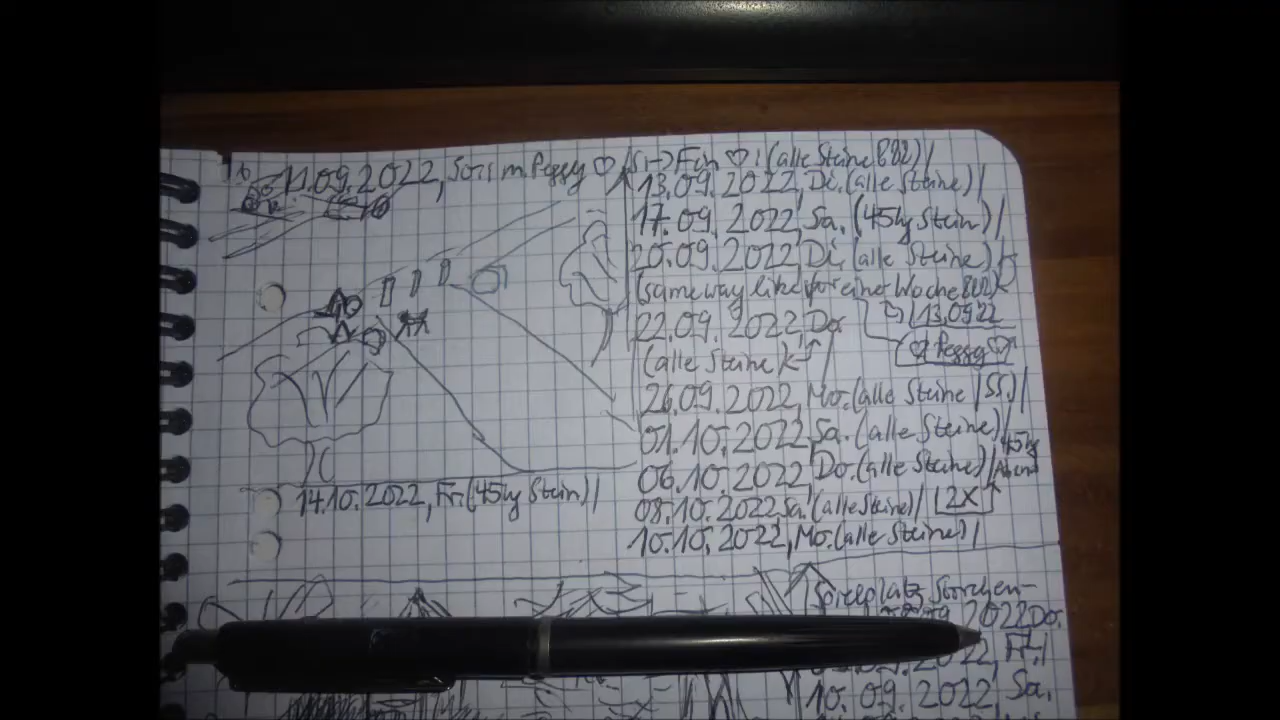 11.09.2022, So. m. Peggy ♡ (alle Steine BUZ)/
13.09.2022, Di. (alle Steine)/
17.09.2022, Sa. (45kg Stein)/
20.09.2022, Di. (alle Steine)
(same way like vor einer Woche
13.09.22
22.09.2022, Do.
♡ Peggy ♡
(alle Steine)
26.09.2022, Mo. (alle Steine/SS.)/
01.10.2022, Sa. (alle Steine)/
45kg
06.10.2022, Do. (alle Steine)/ Abend
14.10.2022, Fr. (45kg Stein)/
08.10.2022 Sa. (alle Steine)/ 2X
10.10.2022, Mo. (alle Steine)/
Spielplatz Storchen-
2022 Do.
2022, Fr./
10.09.2022, Sa.